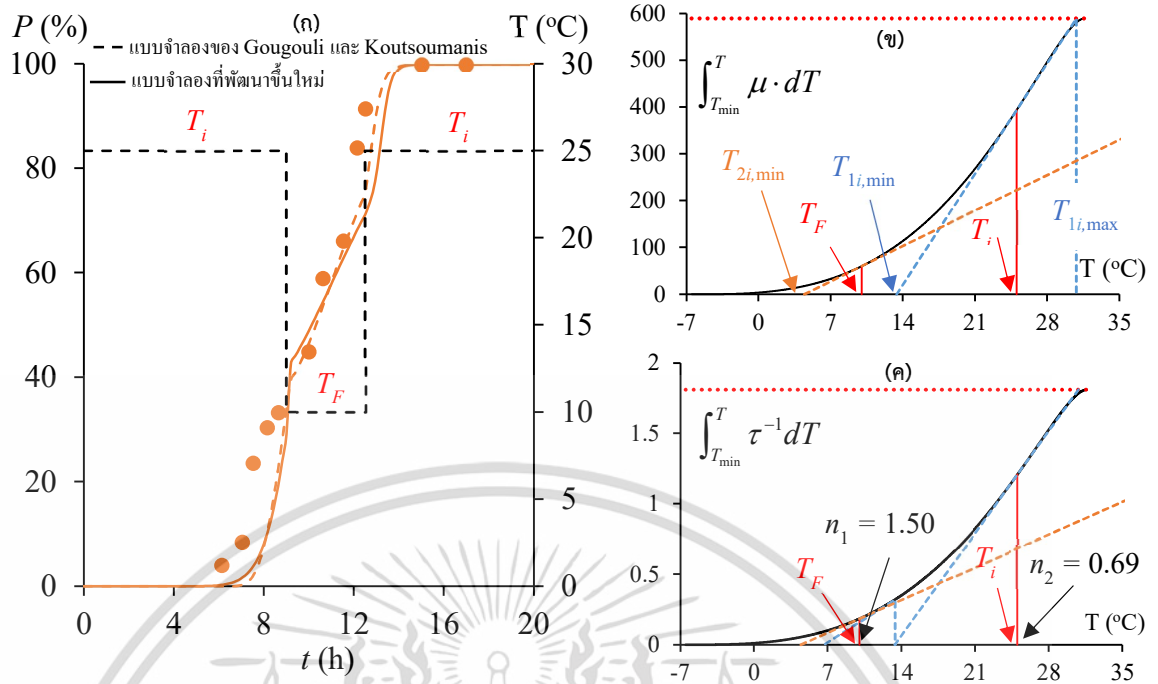 P (%)
(ก)
T (°C)
แบบจำลองของ Gougouli และ Koutsoumanis
แบบจำลองที่พัฒนาขึ้นใหม่
100
80
60
40
20
0
T_i
T_i
T_F
30
25
20
15
10
5
0
0 4 8 12 16 20
t (h)
(ข)
∫_{T_min}^{T} μ · dT
600
500
400
300
200
100
0
T_{2i,min}
T_{1i,min}
T_F
T_i
T_{1i,max}
T (°C)
-7 0 7 14 21 28 35
(ค)
∫_{T_min}^{T} τ^{-1} dT
2
1.5
1
0.5
0
n_1 = 1.50
T_F
T_i
n_2 = 0.69
T (°C)
-7 0 7 14 21 28 35